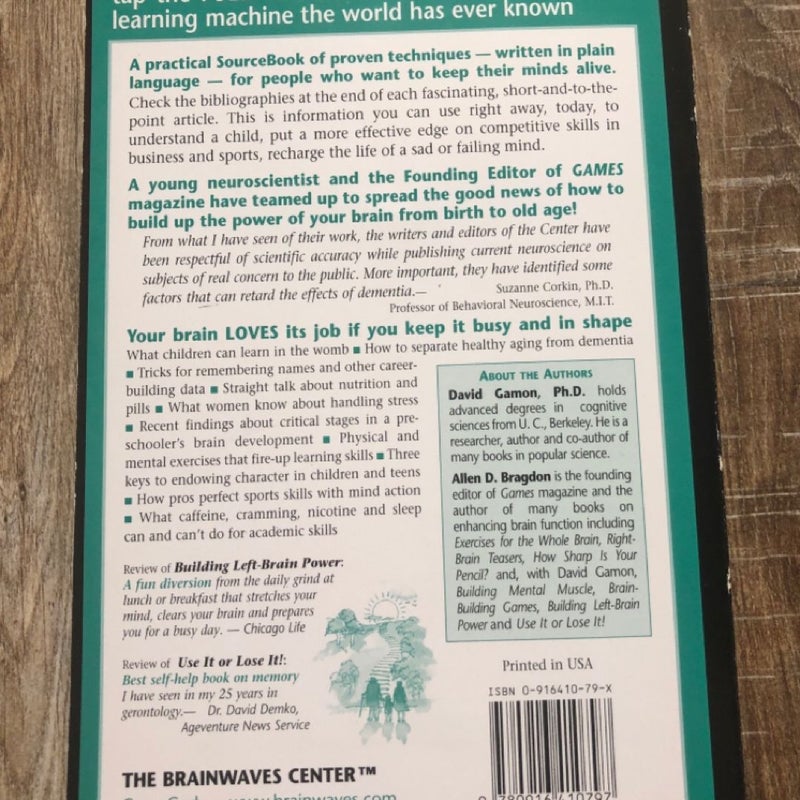 learning machine the world has ever known
A practical SourceBook of proven techniques — written in plain
language — for people who want to keep their minds alive.
Check the bibliographies at the end of each fascinating, short-and-to-the-
point article. This is information you can use right away, today, to
understand a child, put a more effective edge on competitive skills in
business and sports, recharge the life of a sad or failing mind.
A young neuroscientist and the Founding Editor of GAMES
magazine have teamed up to spread the good news of how to
build up the power of your brain from birth to old age!
From what I have seen of their work, the writers and editors of the Center have
been respectful of scientific accuracy while publishing current neuroscience on
subjects of real concern to the public. More important, they have identified some
factors that can retard the effects of dementia.— Suzanne Corkin, Ph.D.
Professor of Behavioral Neuroscience, M.I.T.
Your brain LOVES its job if you keep it busy and in shape
What children can learn in the womb ■ How to separate healthy aging from dementia
■ Tricks for remembering names and other career-
building data ■ Straight talk about nutrition and
pills ■ What women know about handling stress
■ Recent findings about critical stages in a pre-
schooler's brain development ■ Physical and
mental exercises that fire-up learning skills ■ Three
keys to endowing character in children and teens
■ How pros perfect sports skills with mind action
■ What caffeine, cramming, nicotine and sleep
can and can't do for academic skills
ABOUT THE AUTHORS
David Gamon, Ph.D. holds
advanced degrees in cognitive
sciences from U. C., Berkeley. He is a
researcher, author and co-author of
many books in popular science.
Allen D. Bragdon is the founding
editor of Games magazine and the
author of many books on
enhancing brain function including
Exercises for the Whole Brain, Right-
Brain Teasers, How Sharp Is Your
Pencil? and, with David Gamon,
Building Mental Muscle, Brain-
Building Games, Building Left-Brain
Power and Use It or Lose It!
Review of Building Left-Brain Power:
A fun diversion from the daily grind at
lunch or breakfast that stretches your
mind, clears your brain and prepares
you for a busy day. — Chicago Life
Review of Use It or Lose It!:
Best self-help book on memory
I have seen in my 25 years in
gerontology.— Dr. David Demko,
Ageventure News Service
Printed in USA
ISBN 0-916410-79-X
9 780916 410797
THE BRAINWAVES CENTER™
www.brainwaves.com